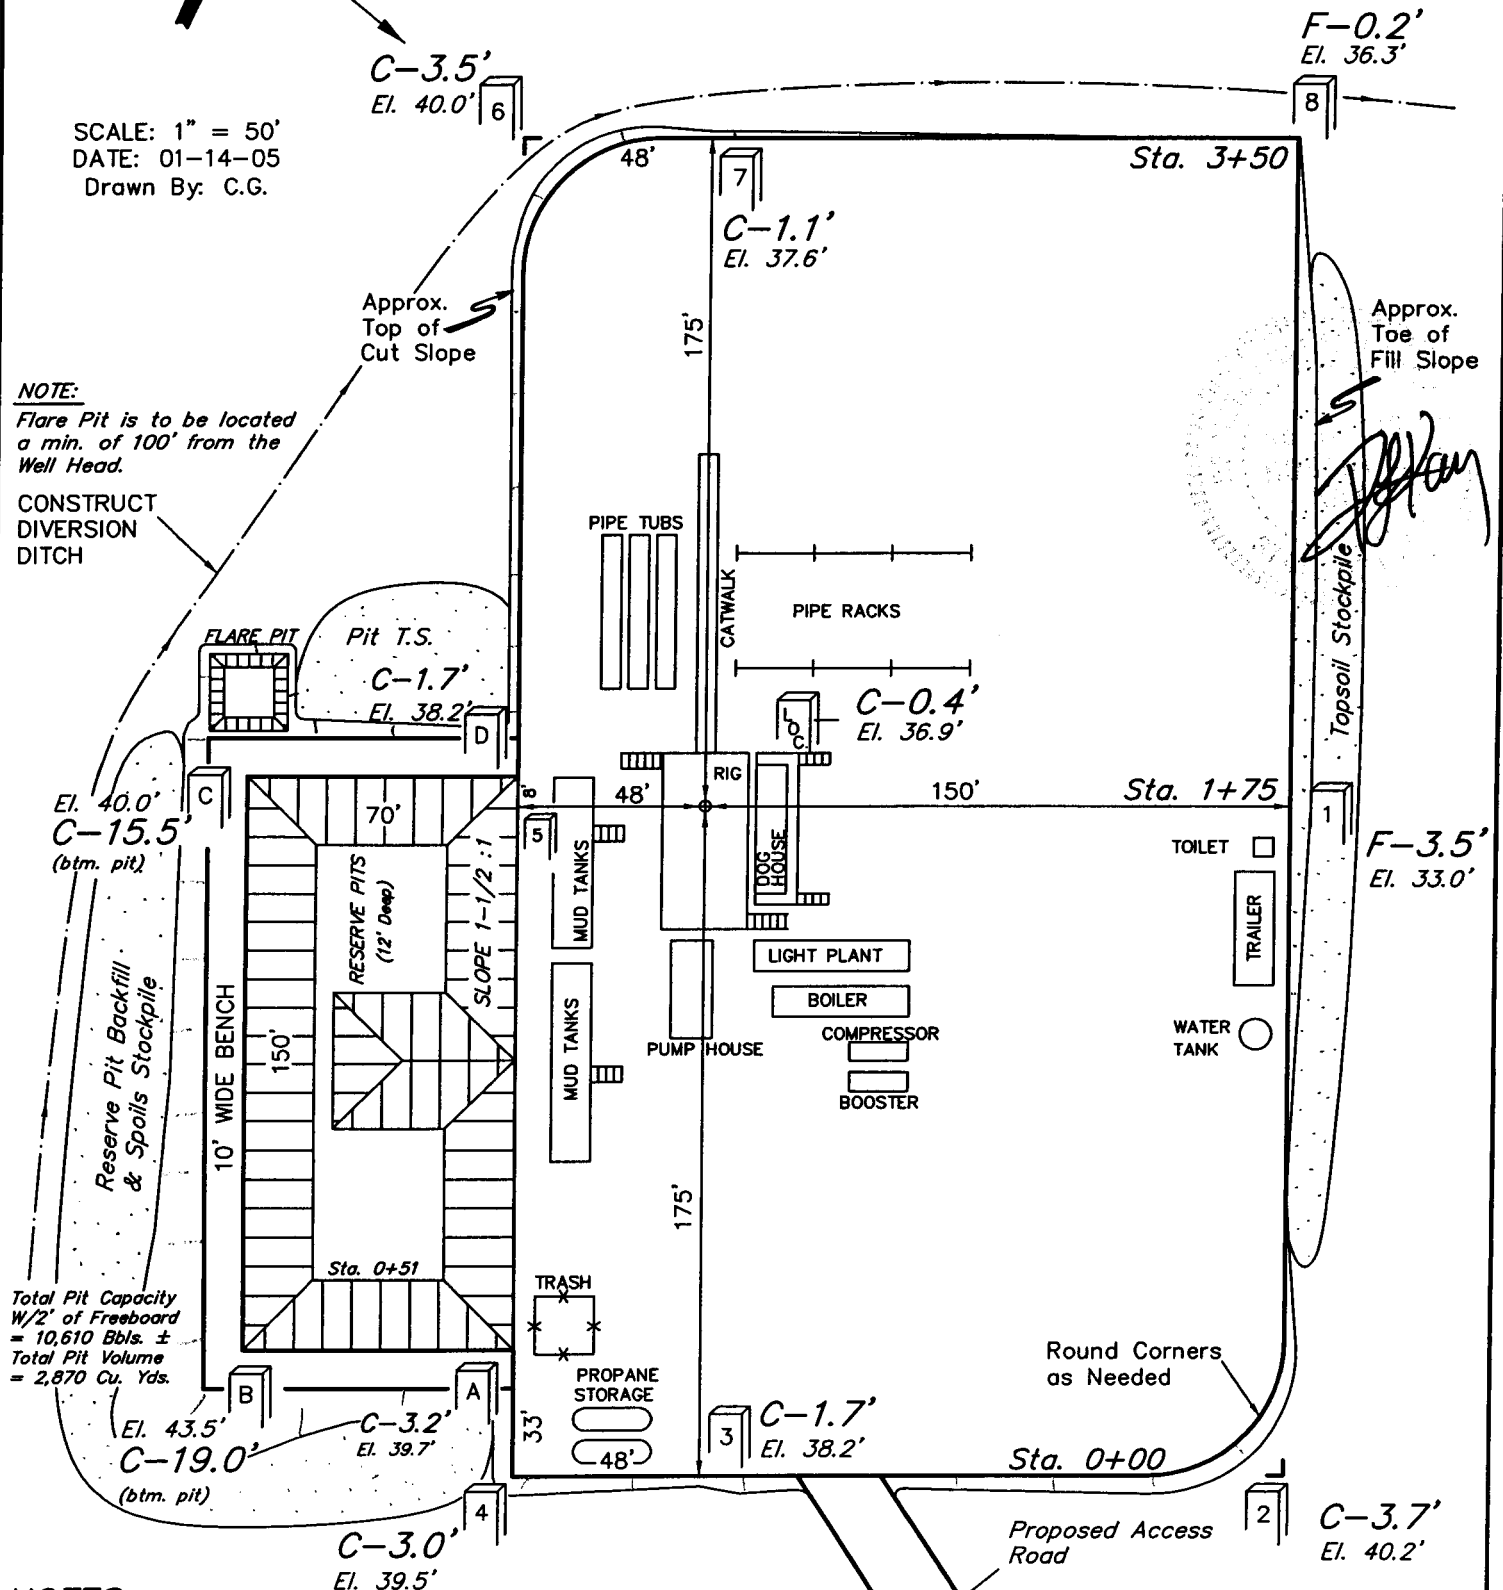 C-3.5'
El. 40.0'
6
F-0.2'
El. 36.3'
8
SCALE: 1" = 50'
DATE: 01-14-05
Drawn By: C.G.
48'
7
Sta. 3+50
C-1.1'
El. 37.6'
Approx.
Top of
Cut Slope
175'
Approx.
Toe of
Fill Slope
NOTE:
Flare Pit is to be located
a min. of 100' from the
Well Head.
CONSTRUCT
DIVERSION
DITCH
PIPE TUBS
CATWALK
PIPE RACKS
Topsoil Stockpile
FLARE PIT
Pit T.S.
C-1.7'
El. 38.2'
D
LOC.
C-0.4'
El. 36.9'
RIG
C
El. 40.0'
C-15.5'
(btm. pit)
70'
8'
48'
150'
Sta. 1+75
1
5
F-3.5'
El. 33.0'
TOILET
DOG
HOUSE
MUD TANKS
RESERVE PITS
(12' Deep)
SLOPE 1-1/2 :1
TRAILER
LIGHT PLANT
BOILER
Reserve Pit Backfill
& Spoils Stockpile
10' WIDE BENCH
150'
MUD TANKS
PUMP HOUSE
COMPRESSOR
BOOSTER
WATER
TANK
175'
Sta. 0+51
TRASH
Total Pit Capacity
W/2' of Freeboard
= 10,610 Bbls. ±
Total Pit Volume
= 2,870 Cu. Yds.
Round Corners
as Needed
PROPANE
STORAGE
B
A
El. 43.5'
C-19.0'
(btm. pit)
C-3.2'
El. 39.7'
33'
48'
3
C-1.7'
El. 38.2'
Sta. 0+00
4
C-3.0'
El. 39.5'
2
C-3.7'
El. 40.2'
Proposed Access
Road